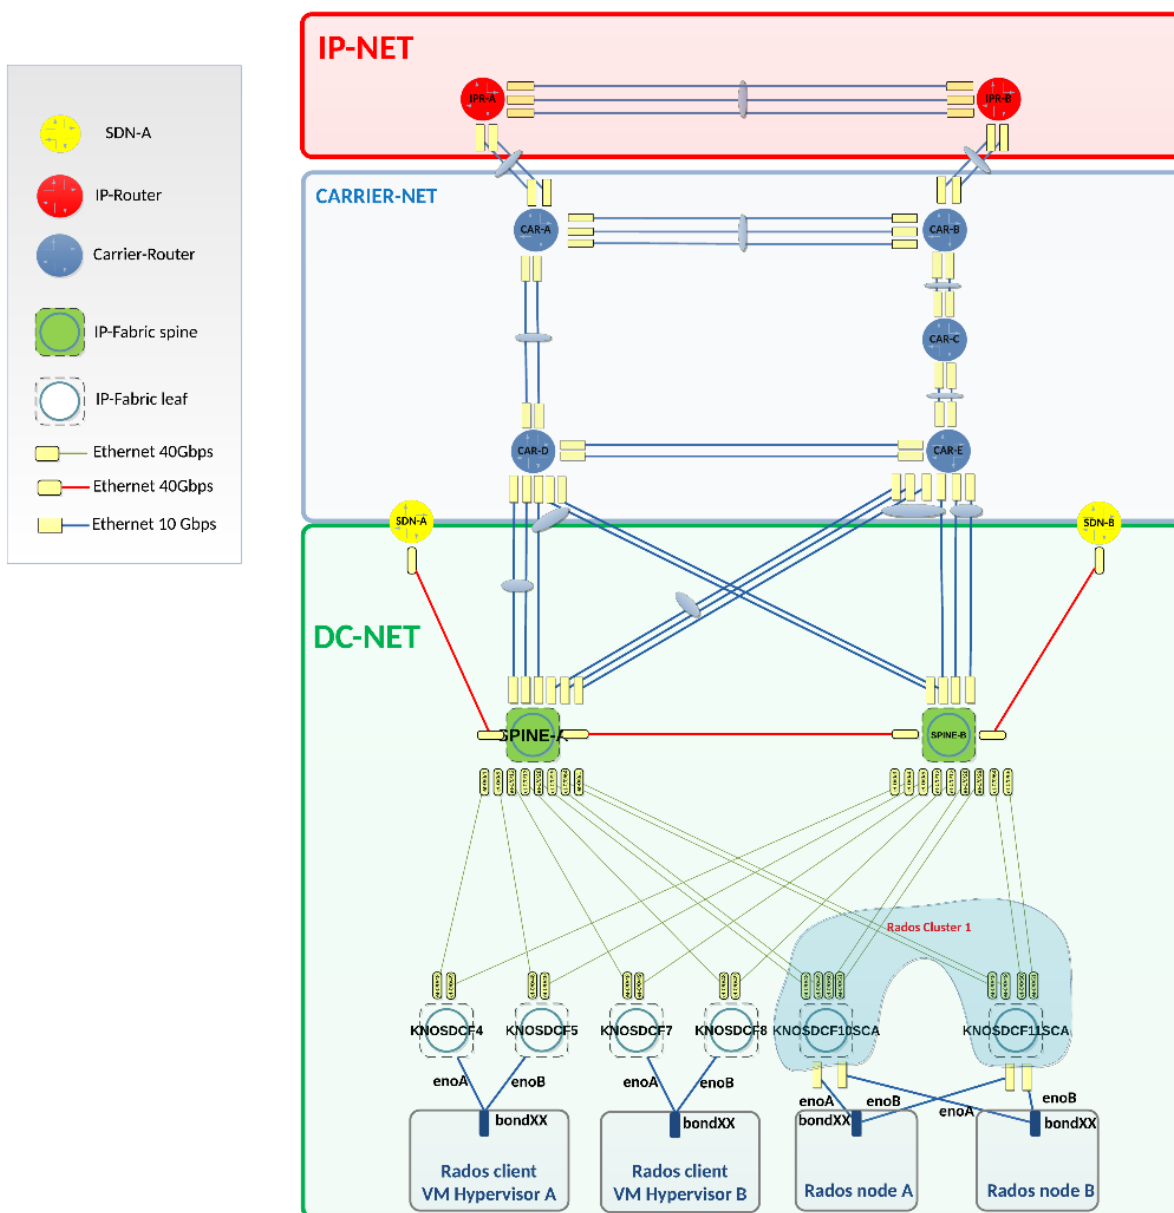 IP-NET
IPR-A
IPR-B
SDN-A
IP-Router
Carrier-Router
IP-Fabric spine
IP-Fabric leaf
Ethernet 40Gbps
Ethernet 40Gbps
Ethernet 10 Gbps
CARRIER-NET
CAR-A
CAR-B
CAR-C
CAR-D
CAR-E
SDN-A
SDN-B
DC-NET
SPINE-A
SPINE-B
Rados Cluster 1
KNOSDCF4
KNOSDCF5
KNOSDCF7
KNOSDCF8
KNOSDCF10SCA
KNOSDCF11SCA
enoA
enoB
enoA
enoB
enoA
enoB
enoA
enoB
bondXX
bondXX
bondXX
bondXX
Rados client
VM Hypervisor A
Rados client
VM Hypervisor B
Rados node A
Rados node B